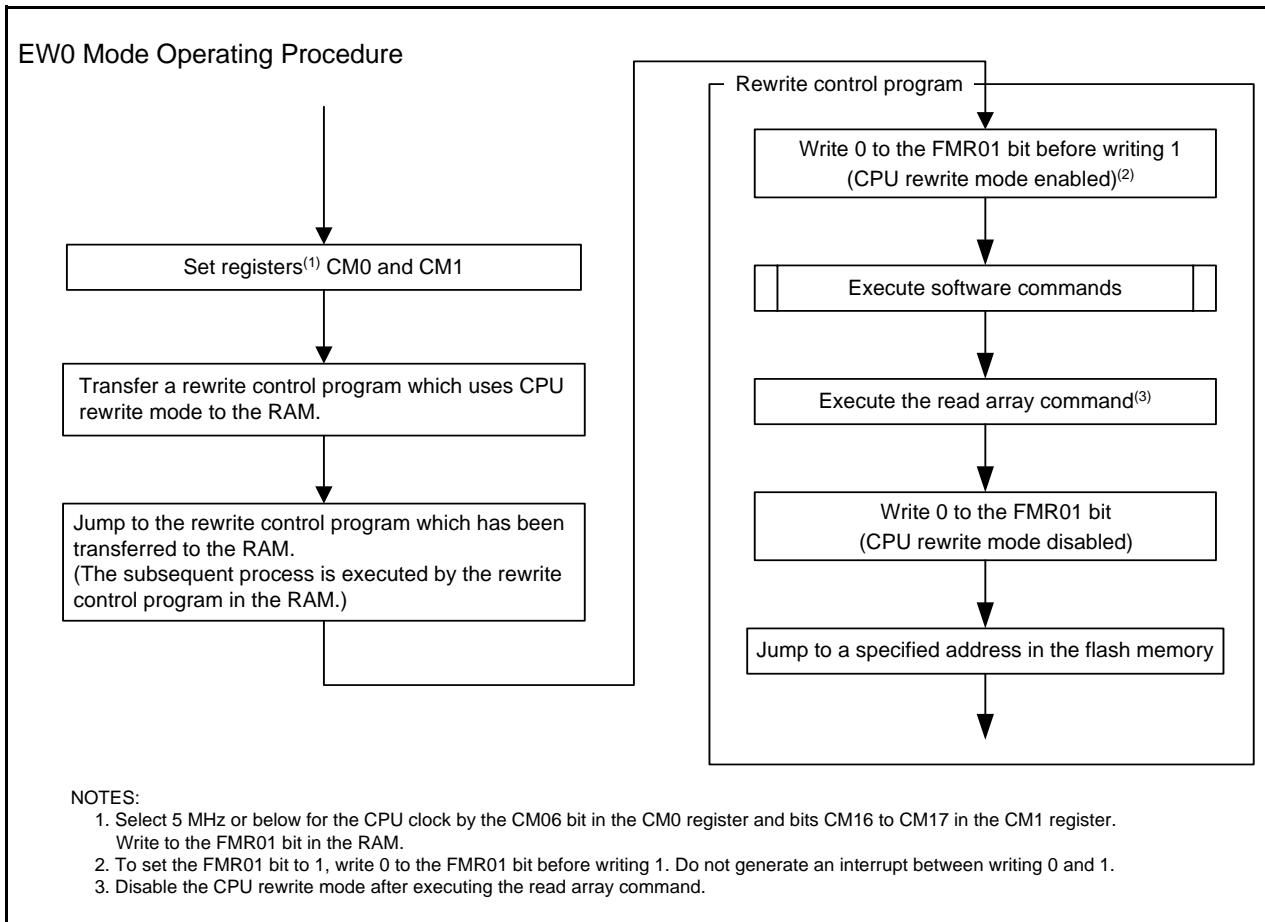 EW0 Mode Operating Procedure
Set registers(1) CM0 and CM1
Transfer a rewrite control program which uses CPU
rewrite mode to the RAM.
Jump to the rewrite control program which has been
transferred to the RAM.
(The subsequent process is executed by the rewrite
control program in the RAM.)
Rewrite control program
Write 0 to the FMR01 bit before writing 1
(CPU rewrite mode enabled)(2)
Execute software commands
Execute the read array command(3)
Write 0 to the FMR01 bit
(CPU rewrite mode disabled)
Jump to a specified address in the flash memory
NOTES:
1. Select 5 MHz or below for the CPU clock by the CM06 bit in the CM0 register and bits CM16 to CM17 in the CM1 register.
Write to the FMR01 bit in the RAM.
2. To set the FMR01 bit to 1, write 0 to the FMR01 bit before writing 1. Do not generate an interrupt between writing 0 and 1.
3. Disable the CPU rewrite mode after executing the read array command.